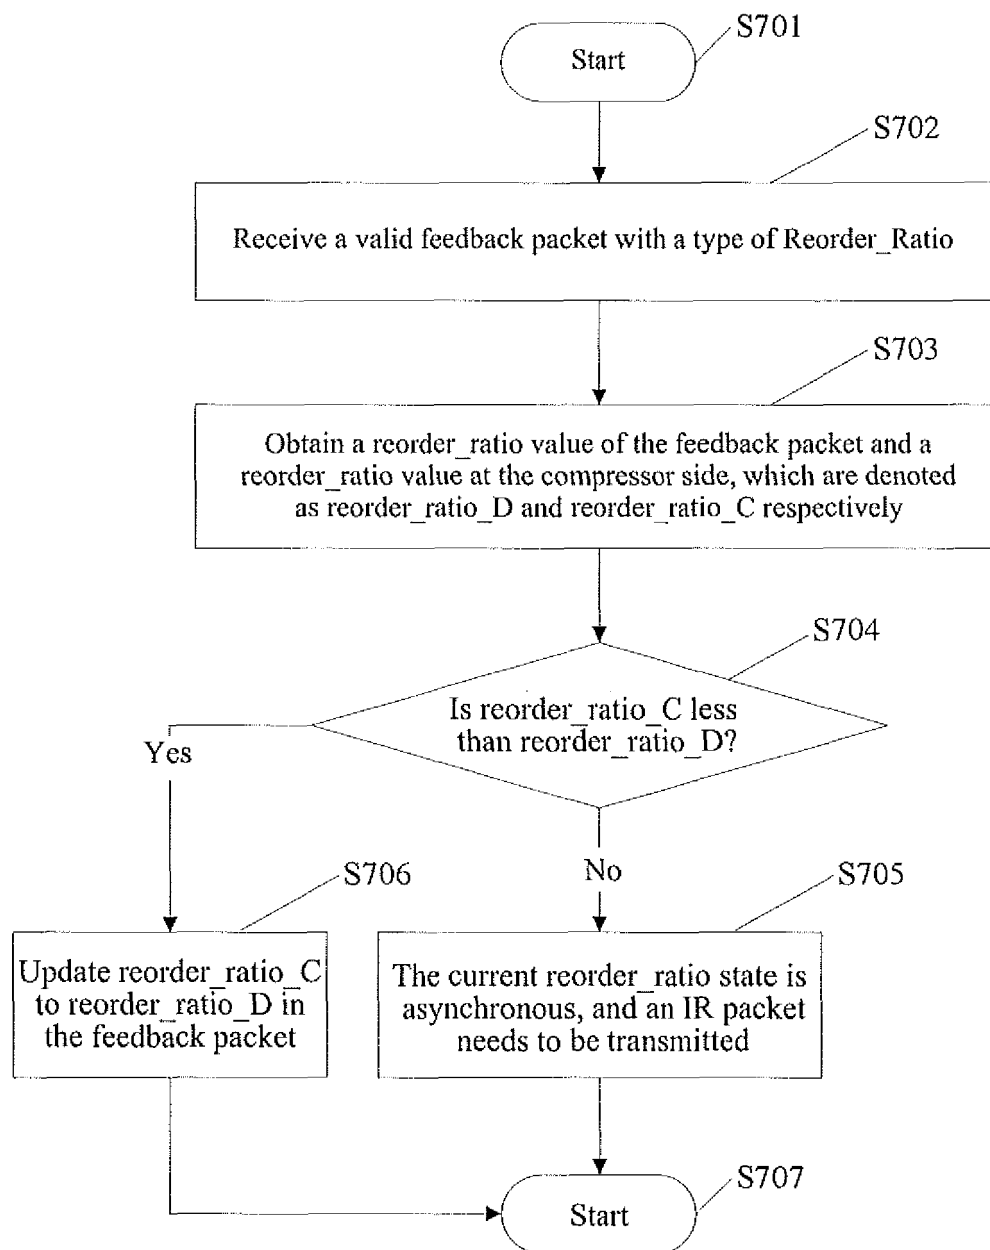 S701
Start
S702
Receive a valid feedback packet with a type of Reorder_Ratio
S703
Obtain a reorder_ratio value of the feedback packet and a
reorder_ratio value at the compressor side, which are denoted
as reorder_ratio_D and reorder_ratio_C respectively
S704
Is reorder_ratio_C less
than reorder_ratio_D?
Yes
No
S706
S705
Update reorder_ratio_C
to reorder_ratio_D in
the feedback packet
The current reorder_ratio state is
asynchronous, and an IR packet
needs to be transmitted
S707
Start